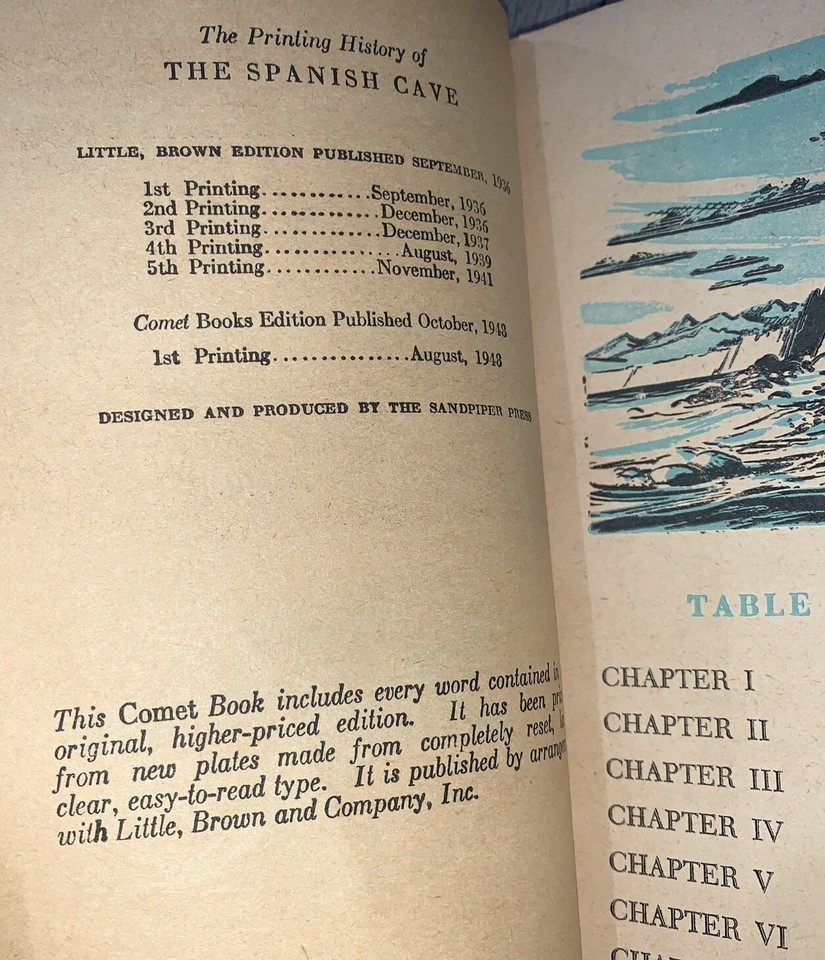 The Printing History of
THE SPANISH CAVE
LITTLE, BROWN EDITION PUBLISHED SEPTEMBER, 1936
1st Printing............September, 1936
2nd Printing............December, 1936
3rd Printing............December, 1937
4th Printing..............August, 1939
5th Printing...........November, 1941
Comet Books Edition Published October, 1948
1st Printing...............August, 1948
DESIGNED AND PRODUCED BY THE SANDPIPER PRESS
This Comet Book includes every word contained in
original, higher-priced edition. It has been
from new plates made from completely reset,
clear, easy-to-read type. It is published by
with Little, Brown and Company, Inc.
TABLE
CHAPTER I
CHAPTER II
CHAPTER III
CHAPTER IV
CHAPTER V
CHAPTER VI